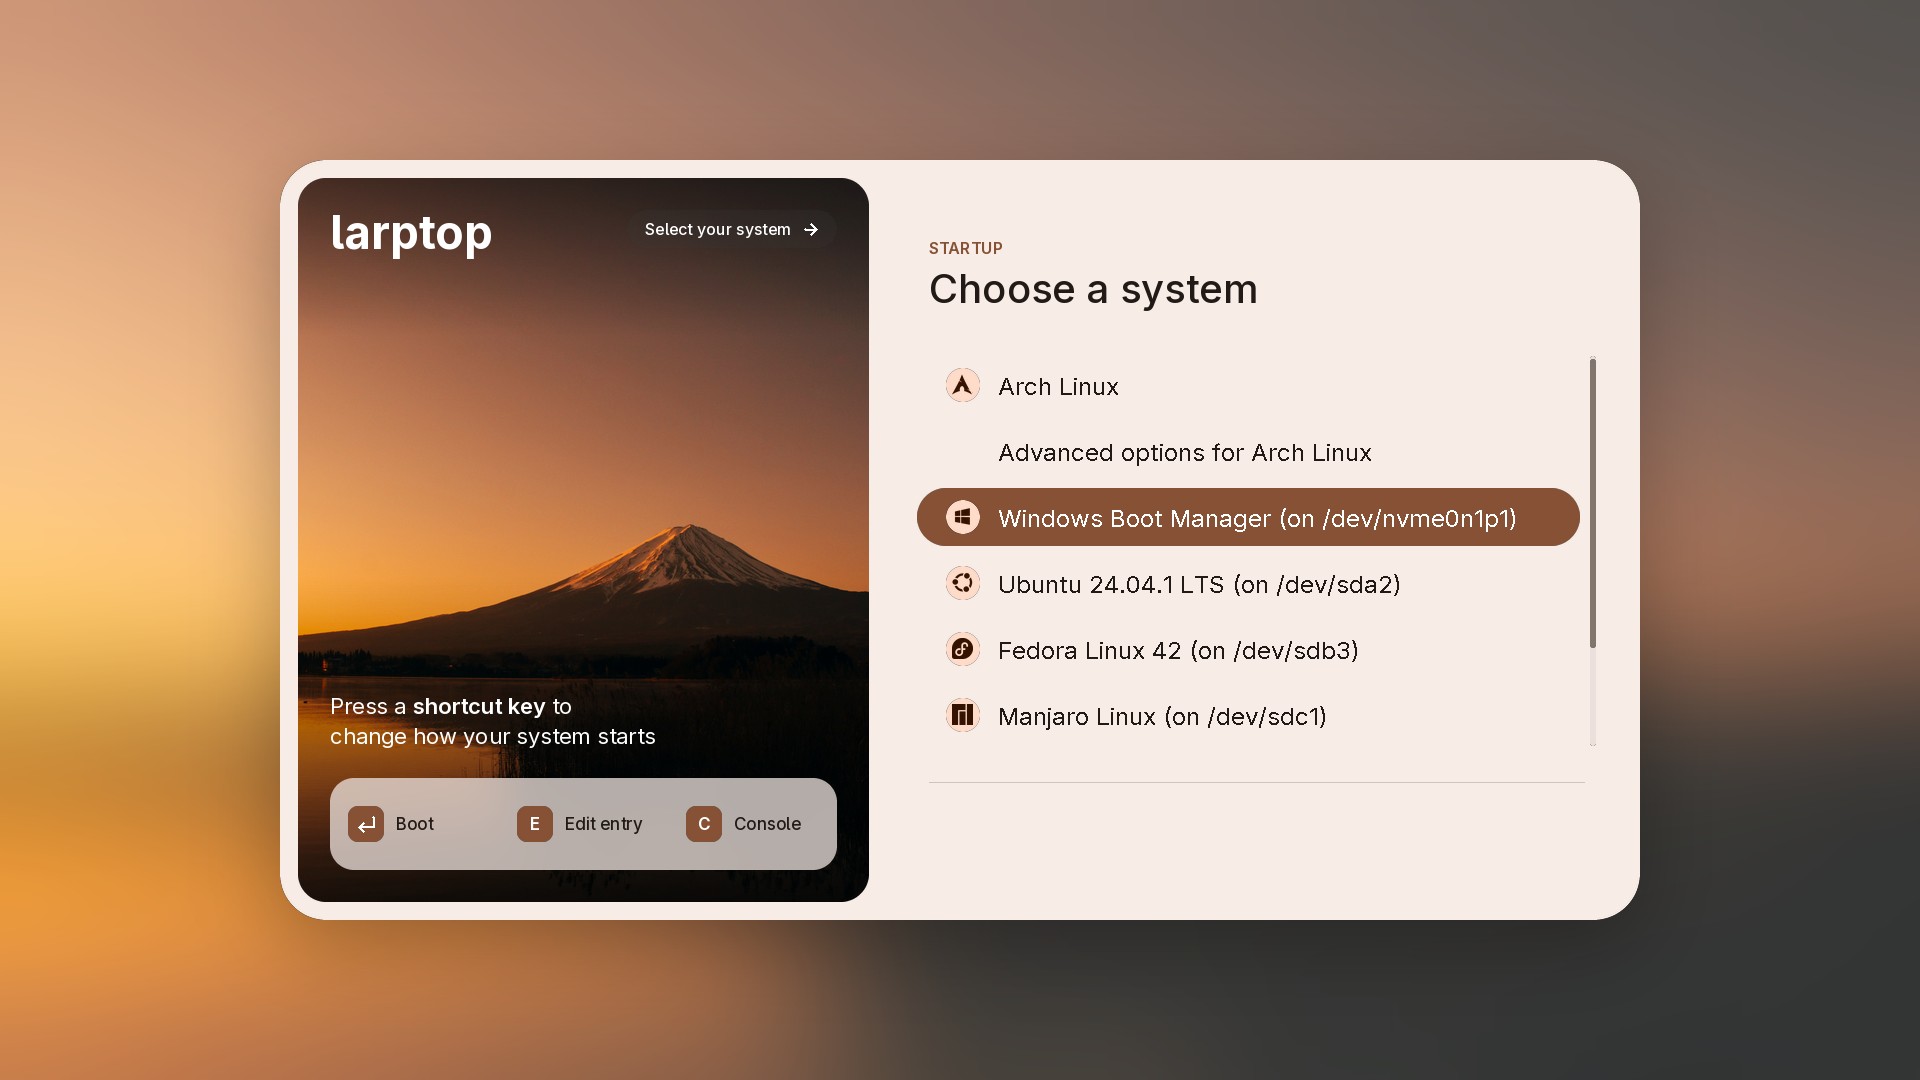 larptop
Select your system →
Press a shortcut key to
change how your system starts
Boot
E Edit entry
C Console
STARTUP
Choose a system
Arch Linux
Advanced options for Arch Linux
Windows Boot Manager (on /dev/nvme0n1p1)
Ubuntu 24.04.1 LTS (on /dev/sda2)
Fedora Linux 42 (on /dev/sdb3)
Manjaro Linux (on /dev/sdc1)